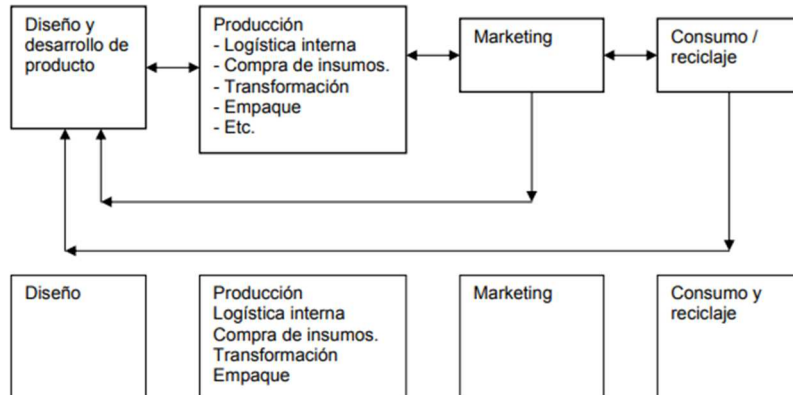 Diseño y
desarrollo de
producto
Producción
- Logística interna
- Compra de insumos.
- Transformación
- Empaque
- Etc.
Marketing
Consumo /
reciclaje
Diseño
Producción
Logística interna
Compra de insumos.
Transformación
Empaque
Marketing
Consumo y
reciclaje